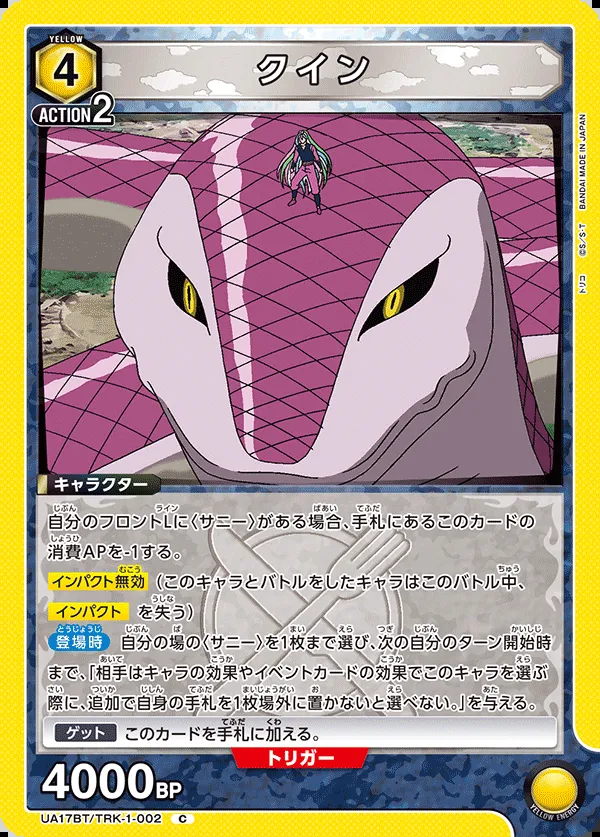 YELLOW
4
クイン
ACTION2
トリコ ©S／S・T BANDAI MADE IN JAPAN
キャラクター
自分のフロントLに〈サニー〉がある場合、手札にあるこのカードの
消費APを-1する。
インパクト無効 （このキャラとバトルをしたキャラはこのバトル中、
インパクト を失う）
登場時 自分の場の〈サニー〉を1枚まで選び、次の自分のターン開始時
まで、「相手はキャラの効果やイベントカードの効果でこのキャラを選ぶ
際に、追加で自身の手札を1枚場外に置かないと選べない。」を与える。
ゲット このカードを手札に加える。
トリガー
4000BP
YELLOW ENERGY
UA17BT/TRK-1-002 C